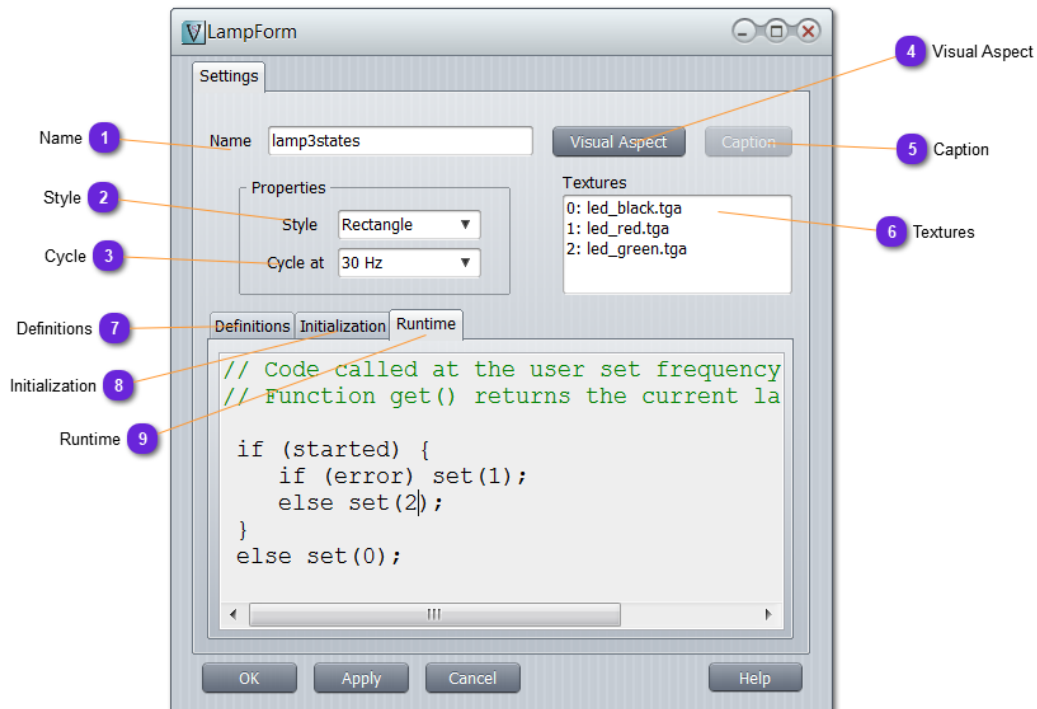 LampForm
Settings
4 Visual Aspect
Name 1
Name lamp3states Visual Aspect Caption
5 Caption
Style 2
Properties
Textures
Style Rectangle
0: led_black.tga
1: led_red.tga
2: led_green.tga
6 Textures
Cycle 3
Cycle at 30 Hz
Definitions 7
Definitions Initialization Runtime
Initialization 8
Runtime 9
// Code called at the user set frequency
// Function get() returns the current la
if (started) {
if (error) set(1);
else set(2);
}
else set(0);
OK Apply Cancel Help